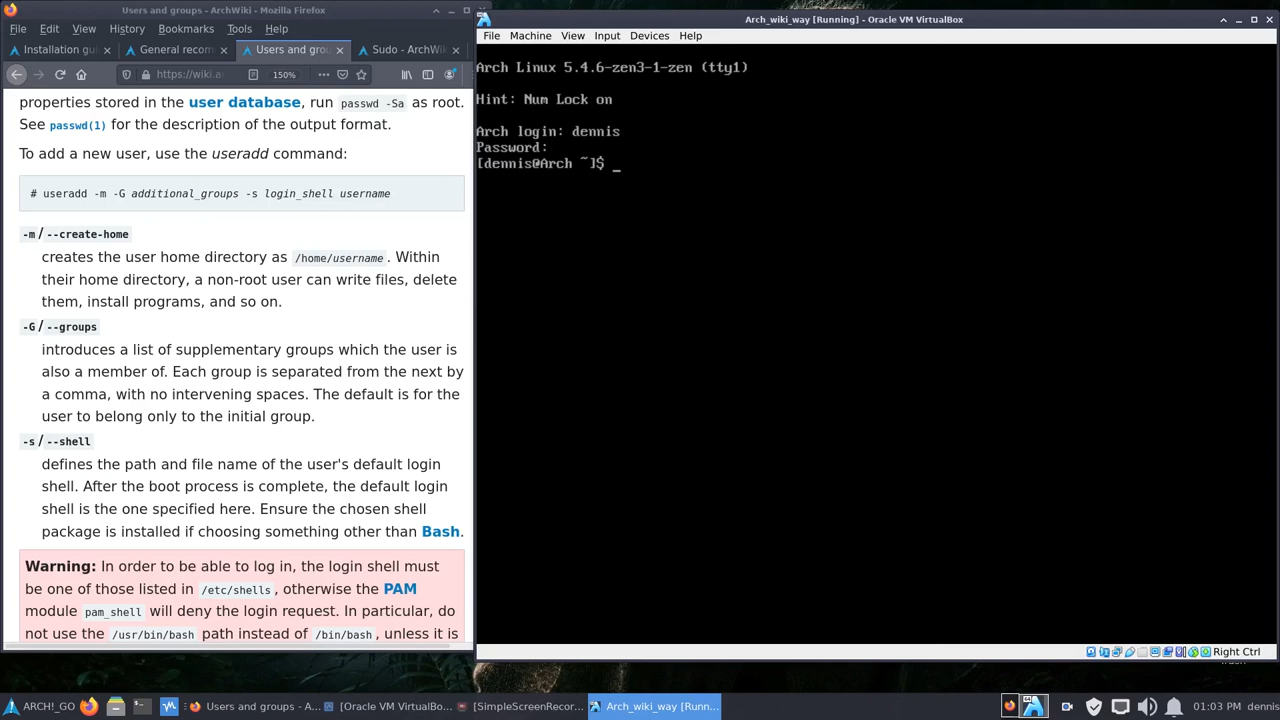 Users and groups - ArchWiki - Mozilla Firefox
File Edit View History Bookmarks Tools Help
Installation gui
General recom
Users and grou
Sudo - ArchWik
https://wiki.ar
150%
properties stored in the user database, run passwd -Sa as root.
See passwd(1) for the description of the output format.
To add a new user, use the useradd command:
# useradd -m -G additional_groups -s login_shell username
-m / --create-home
creates the user home directory as /home/username. Within
their home directory, a non-root user can write files, delete
them, install programs, and so on.
-G / --groups
introduces a list of supplementary groups which the user is
also a member of. Each group is separated from the next by
a comma, with no intervening spaces. The default is for the
user to belong only to the initial group.
-s / --shell
defines the path and file name of the user's default login
shell. After the boot process is complete, the default login
shell is the one specified here. Ensure the chosen shell
package is installed if choosing something other than Bash.
Warning: In order to be able to log in, the login shell must
be one of those listed in /etc/shells, otherwise the PAM
module pam_shell will deny the login request. In particular, do
not use the /usr/bin/bash path instead of /bin/bash, unless it is
Arch_wiki_way [Running] - Oracle VM VirtualBox
File Machine View Input Devices Help
Arch Linux 5.4.6-zen3-1-zen (tty1)
Hint: Num Lock on
Arch login: dennis
Password:
[dennis@Arch ~]$ _
Right Ctrl
ARCH!_GO
Users and groups - A...
[Oracle VM VirtualBo...
[SimpleScreenRecor...
Arch_wiki_way [Runn...
01:03 PM
dennis